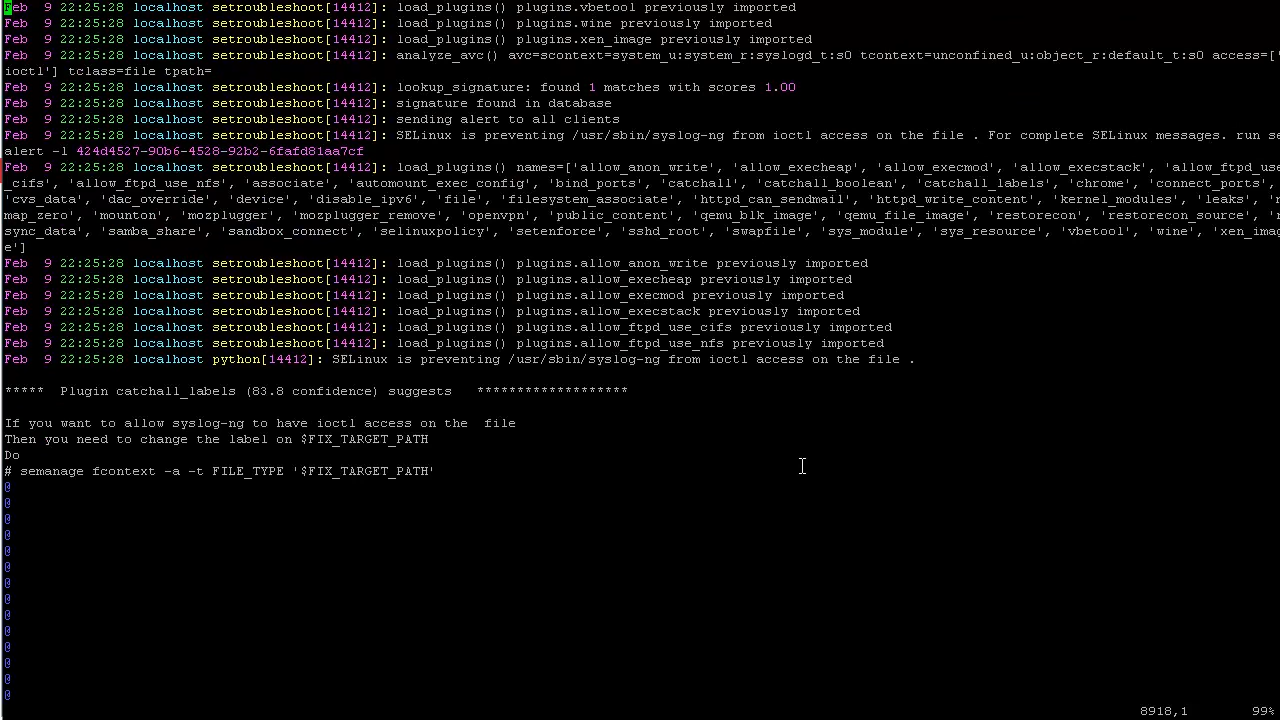 Feb  9 22:25:28 localhost setroubleshoot[14412]: load_plugins() plugins.vbetool previously imported
Feb  9 22:25:28 localhost setroubleshoot[14412]: load_plugins() plugins.wine previously imported
Feb  9 22:25:28 localhost setroubleshoot[14412]: load_plugins() plugins.xen_image previously imported
Feb  9 22:25:28 localhost setroubleshoot[14412]: analyze_avc() avc=scontext=system_u:system_r:syslogd_t:s0 tcontext=unconfined_u:object_r:default_t:s0 access=['
ioctl'] tclass=file tpath=
Feb  9 22:25:28 localhost setroubleshoot[14412]: lookup_signature: found 1 matches with scores 1.00
Feb  9 22:25:28 localhost setroubleshoot[14412]: signature found in database
Feb  9 22:25:28 localhost setroubleshoot[14412]: sending alert to all clients
Feb  9 22:25:28 localhost setroubleshoot[14412]: SELinux is preventing /usr/sbin/syslog-ng from ioctl access on the file . For complete SELinux messages. run se
alert -l 424d4527-90b6-4528-92b2-6fafd81aa7cf
Feb  9 22:25:28 localhost setroubleshoot[14412]: load_plugins() names=['allow_anon_write', 'allow_execheap', 'allow_execmod', 'allow_execstack', 'allow_ftpd_use
_cifs', 'allow_ftpd_use_nfs', 'associate', 'automount_exec_config', 'bind_ports', 'catchall', 'catchall_boolean', 'catchall_labels', 'chrome', 'connect_ports',
'cvs_data', 'dac_override', 'device', 'disable_ipv6', 'file', 'filesystem_associate', 'httpd_can_sendmail', 'httpd_write_content', 'kernel_modules', 'leaks', 'm
map_zero', 'mounton', 'mozplugger', 'mozplugger_remove', 'openvpn', 'public_content', 'qemu_blk_image', 'qemu_file_image', 'restorecon', 'restorecon_source', 'r
sync_data', 'samba_share', 'sandbox_connect', 'selinuxpolicy', 'setenforce', 'sshd_root', 'swapfile', 'sys_module', 'sys_resource', 'vbetool', 'wine', 'xen_imag
e']
Feb  9 22:25:28 localhost setroubleshoot[14412]: load_plugins() plugins.allow_anon_write previously imported
Feb  9 22:25:28 localhost setroubleshoot[14412]: load_plugins() plugins.allow_execheap previously imported
Feb  9 22:25:28 localhost setroubleshoot[14412]: load_plugins() plugins.allow_execmod previously imported
Feb  9 22:25:28 localhost setroubleshoot[14412]: load_plugins() plugins.allow_execstack previously imported
Feb  9 22:25:28 localhost setroubleshoot[14412]: load_plugins() plugins.allow_ftpd_use_cifs previously imported
Feb  9 22:25:28 localhost setroubleshoot[14412]: load_plugins() plugins.allow_ftpd_use_nfs previously imported
Feb  9 22:25:28 localhost python[14412]: SELinux is preventing /usr/sbin/syslog-ng from ioctl access on the file .
*****  Plugin catchall_labels (83.8 confidence) suggests   *******************
If you want to allow syslog-ng to have ioctl access on the  file
Then you need to change the label on $FIX_TARGET_PATH
Do
# semanage fcontext -a -t FILE_TYPE '$FIX_TARGET_PATH'
@
@
@
@
@
@
@
@
@
@
@
@
@
@
8918,1 99%